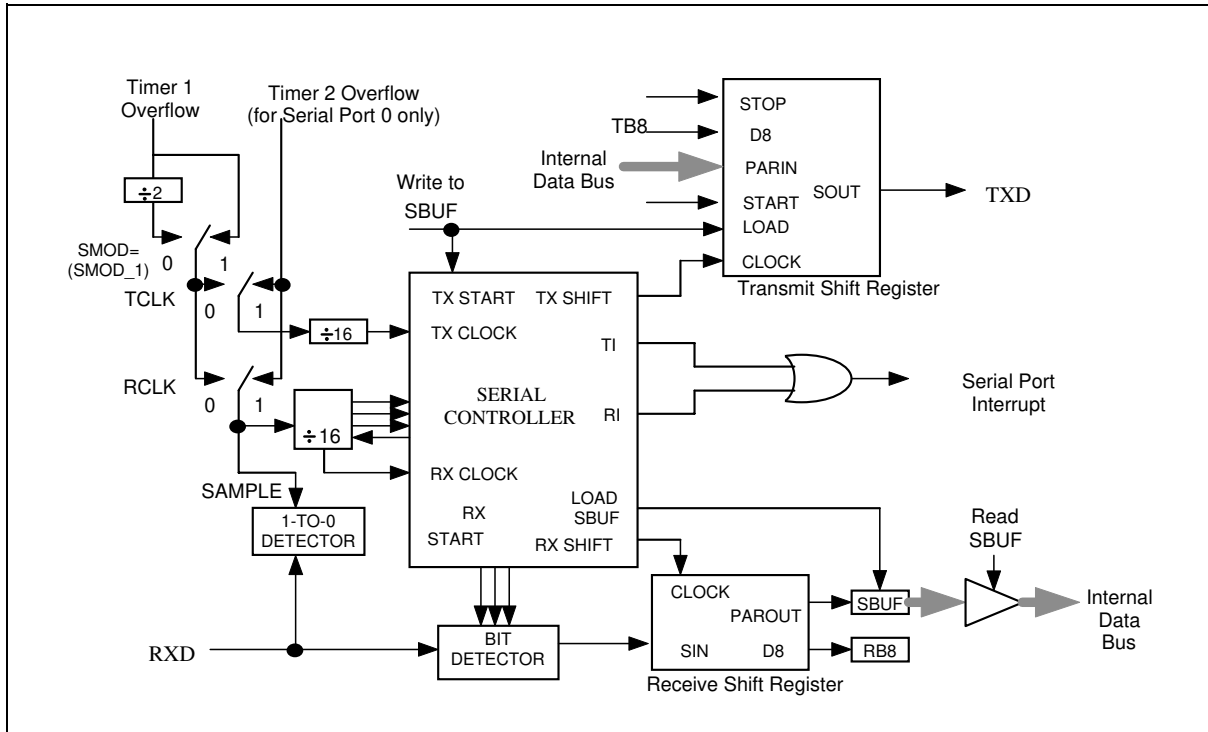 Timer 1
Overflow
Timer 2 Overflow
(for Serial Port 0 only)
÷2
SMOD=
(SMOD_1)
0
1
TCLK
0
1
÷16
RCLK
0
1
÷16
SAMPLE
1-TO-0
DETECTOR
RXD
Write to
SBUF
TB8
Internal
Data Bus
STOP
D8
PARIN
START
LOAD
CLOCK
SOUT
TXD
Transmit Shift Register
TX START
TX SHIFT
TX CLOCK
TI
SERIAL
CONTROLLER
RI
RX CLOCK
LOAD
SBUF
RX
START
RX SHIFT
Serial Port
Interrupt
BIT
DETECTOR
CLOCK
PAROUT
SIN
D8
Receive Shift Register
SBUF
RB8
Read
SBUF
Internal
Data
Bus